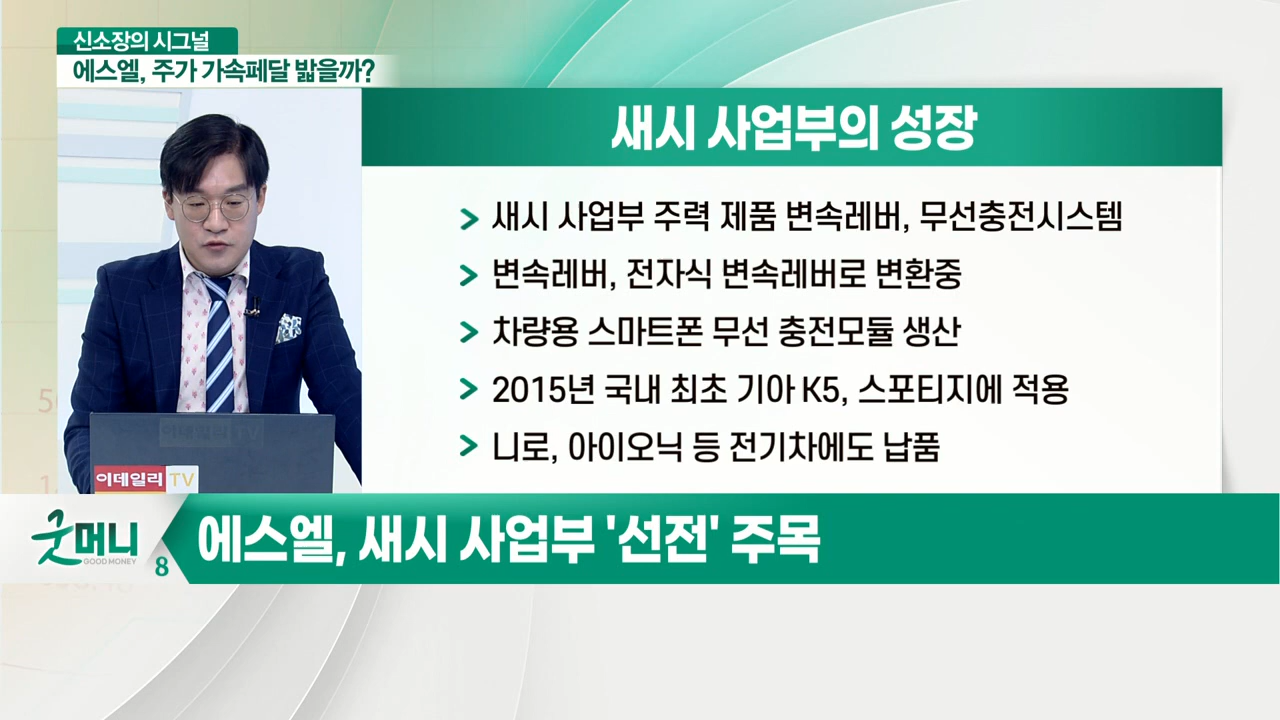 신소장의 시그널
에스엘, 주가 가속페달 밟을까?
새시 사업부의 성장
새시 사업부 주력 제품 변속레버, 무선충전시스템
변속레버, 전자식 변속레버로 변환중
차량용 스마트폰 무선 충전모듈 생산
2015년 국내 최초 기아 K5, 스포티지에 적용
니로, 아이오닉 등 전기차에도 납품
이데일리 TV
이데일리 TV
굿머니
GOOD MONEY
8
에스엘, 새시 사업부 '선전' 주목